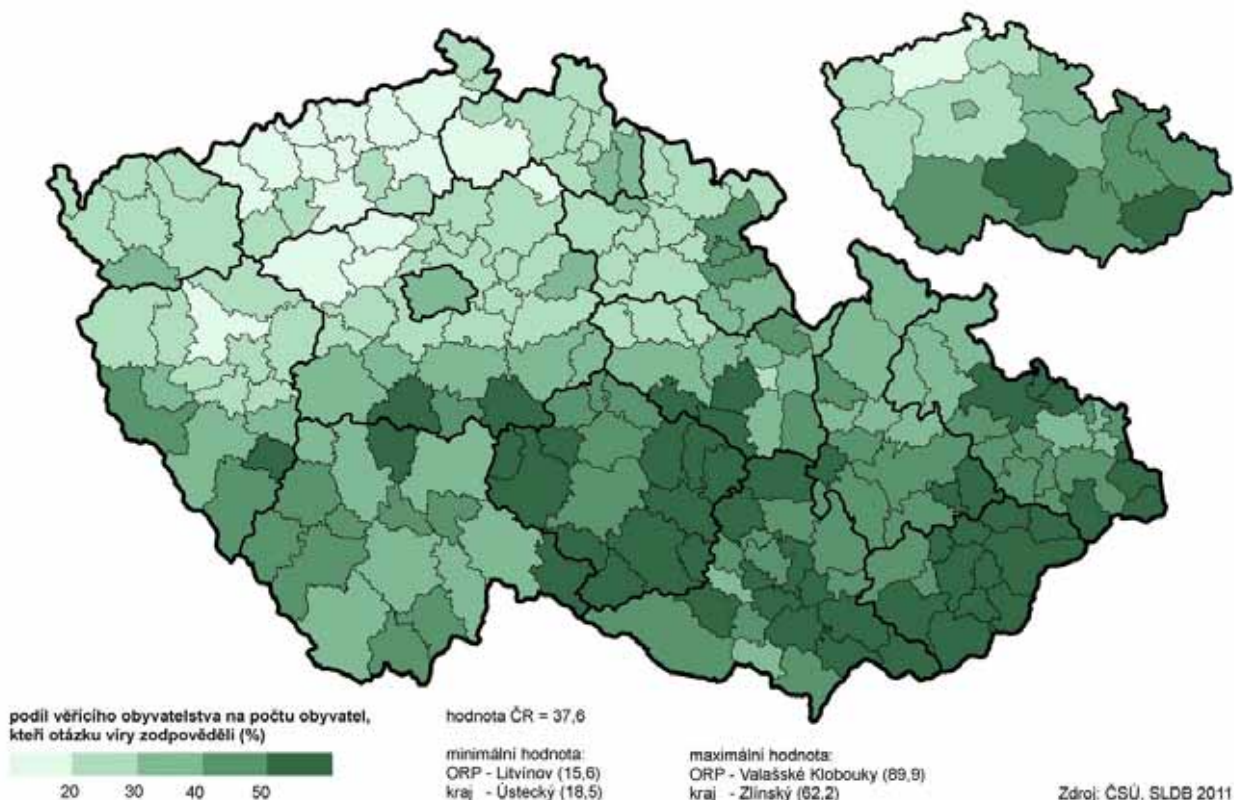 podíl věřícího obyvatelstva na počtu obyvatel,
kteří otázku víry zodpověděli (%)
20 30 40 50
hodnota ČR = 37,6
minimální hodnota:
ORP - Litvínov (15,6)
kraj - Ústecký (18,5)
maximální hodnota:
ORP - Valašské Klobouky (89,9)
kraj - Zlínský (62,2)
Zdroj: ČSÚ, SLDB 2011